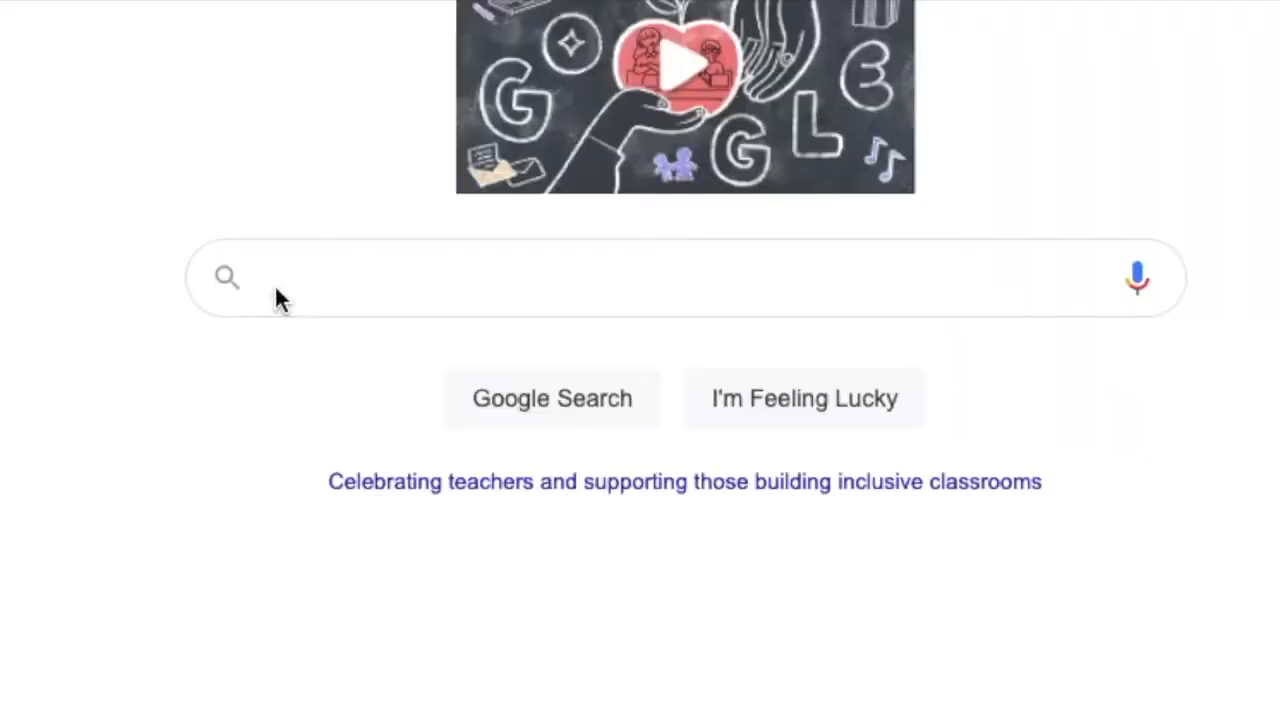 G G L E
Google Search
I'm Feeling Lucky
Celebrating teachers and supporting those building inclusive classrooms